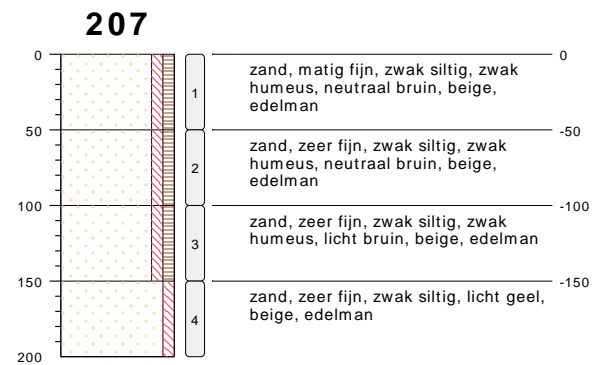 207
0
0
zand, matig fijn, zwak siltig, zwak
humeus, neutraal bruin, beige,
edelman
1
50
-50
zand, zeer fijn, zwak siltig, zwak
humeus, neutraal bruin, beige,
edelman
2
100
-100
zand, zeer fijn, zwak siltig, zwak
humeus, licht bruin, beige, edelman
3
150
-150
zand, zeer fijn, zwak siltig, licht geel,
beige, edelman
4
200